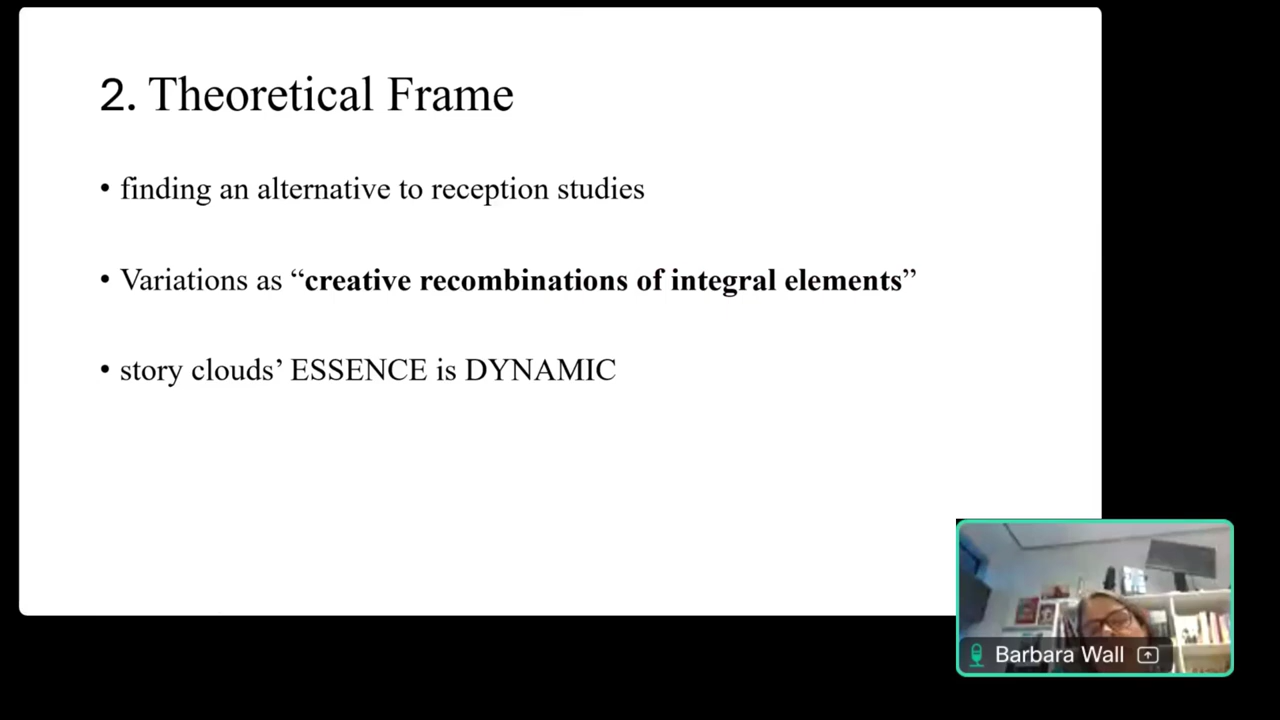 2. Theoretical Frame
• finding an alternative to reception studies
• Variations as “creative recombinations of integral elements”
• story clouds’ ESSENCE is DYNAMIC
Barbara Wall